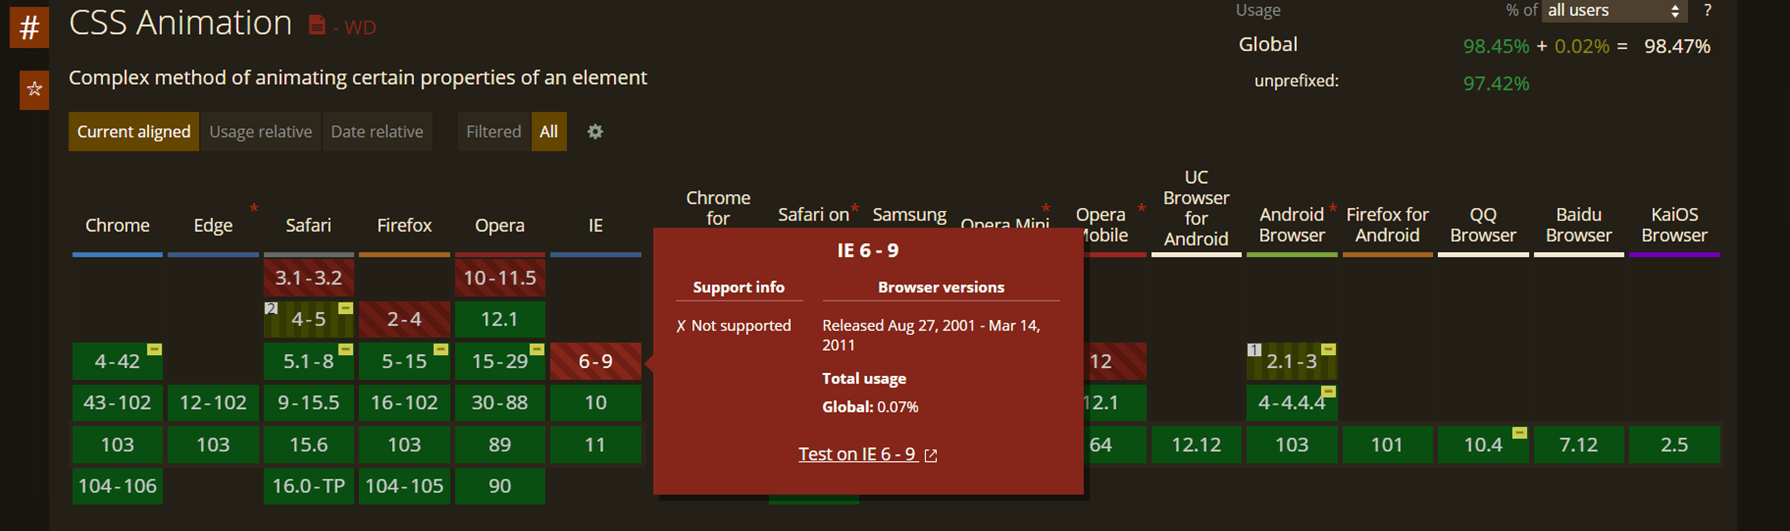 #
CSS Animation - WD
Usage % of all users ?
Global 98.45% + 0.02% = 98.47%
unprefixed: 97.42%
Complex method of animating certain properties of an element
Current aligned Usage relative Date relative Filtered All
Chrome Edge * Safari Firefox Opera IE
Chrome for
Safari on *
Samsung
Opera Mini *
Opera Mobile *
UC Browser for Android
Android Browser *
Firefox for Android
QQ Browser
Baidu Browser
KaiOS Browser
3.1-3.2 10-11.5
2 4-5 2-4 12.1
4-42 5.1-8 5-15 15-29 6-9 12 1 2.1-3
43-102 12-102 9-15.5 16-102 30-88 10 12.1 4-4.4.4
103 103 15.6 103 89 11 64 12.12 103 101 10.4 7.12 2.5
104-106 16.0-TP 104-105 90
IE 6 - 9
Support info
✗ Not supported
Browser versions
Released Aug 27, 2001 - Mar 14,
2011
Total usage
Global: 0.07%
Test on IE 6 - 9